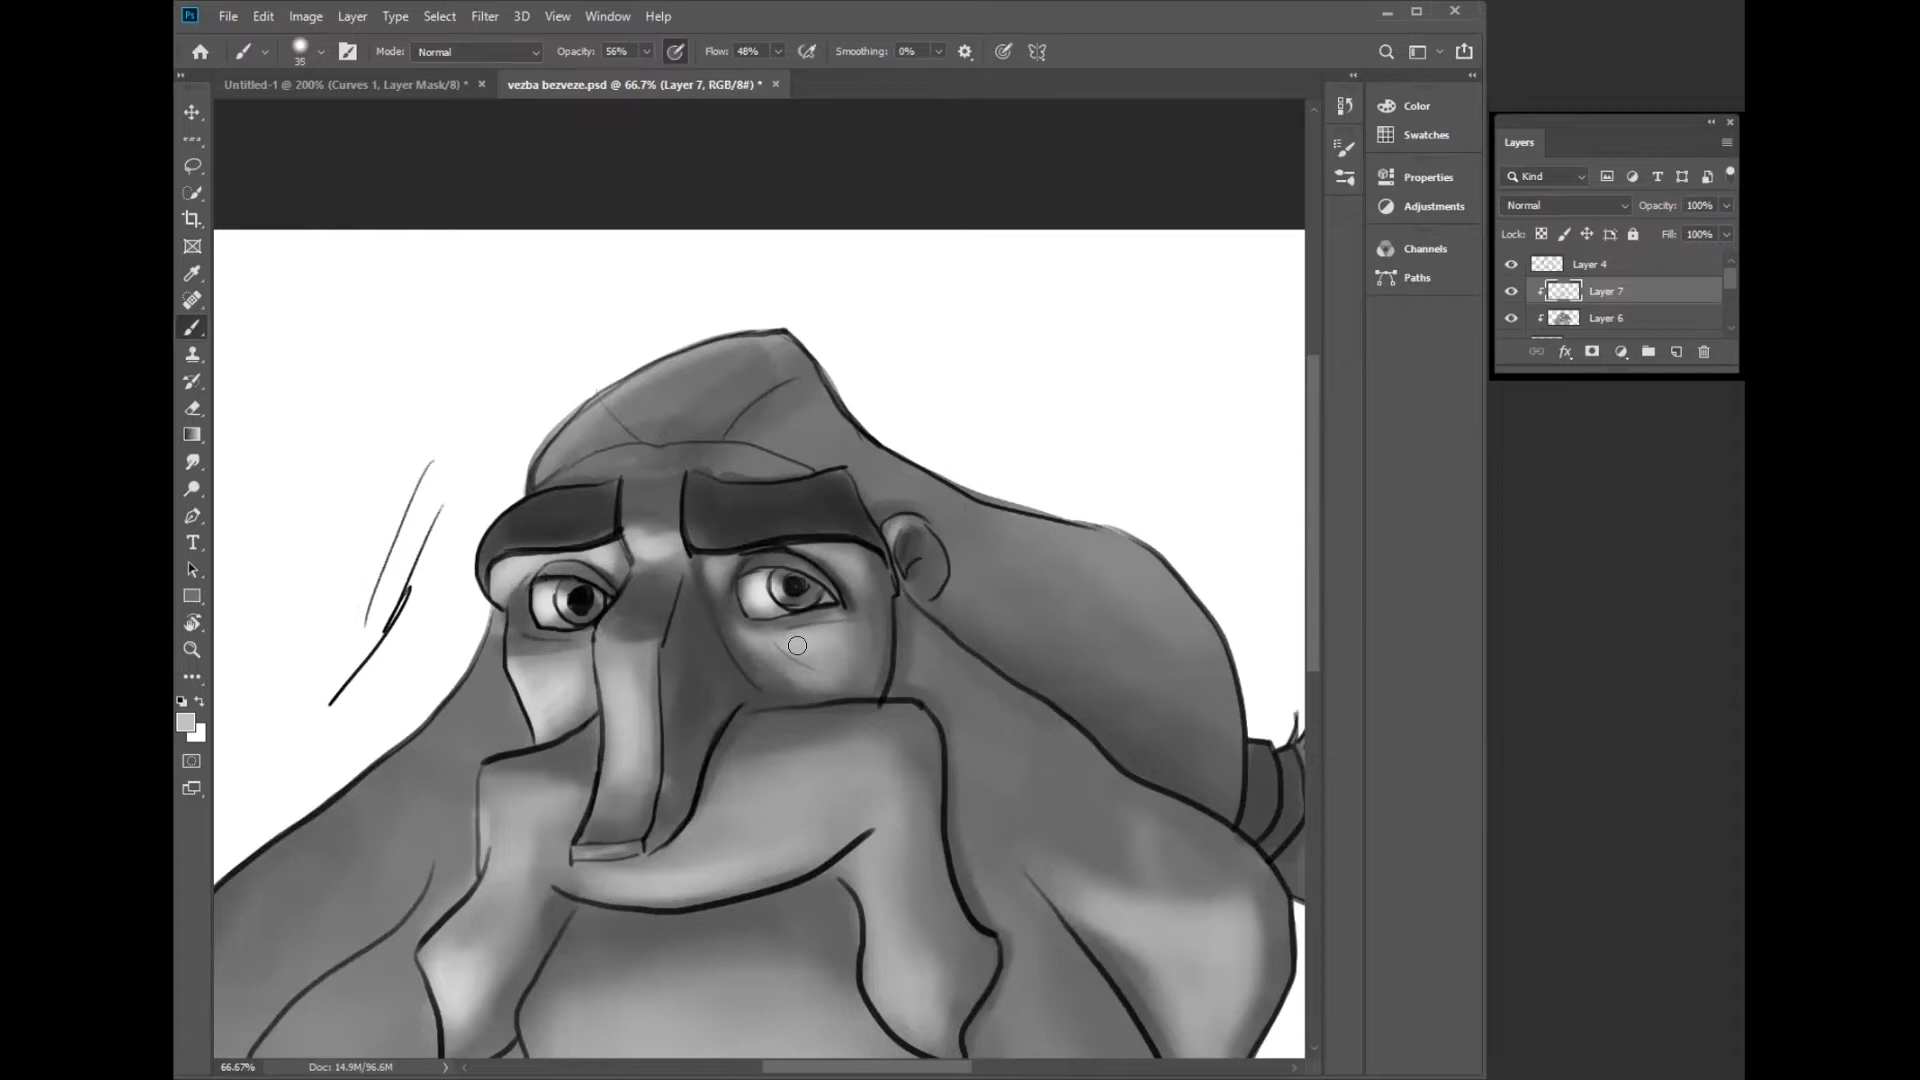 Ps File Edit Image Layer Type Select Filter 3D View Window Help
35 Mode: Normal Opacity: 56% Flow: 48% Smoothing: 0%
Untitled-1 @ 200% (Curves 1, Layer Mask/8) * vezba bezveze.psd @ 66.7% (Layer 7, RGB/8#) *
Color
Swatches
Properties
Adjustments
Channels
Paths
Layers
Kind
Normal Opacity: 100%
Lock: Fill: 100%
Layer 4
Layer 7
Layer 6
fx
66.67% Doc: 14.9M/96.6M